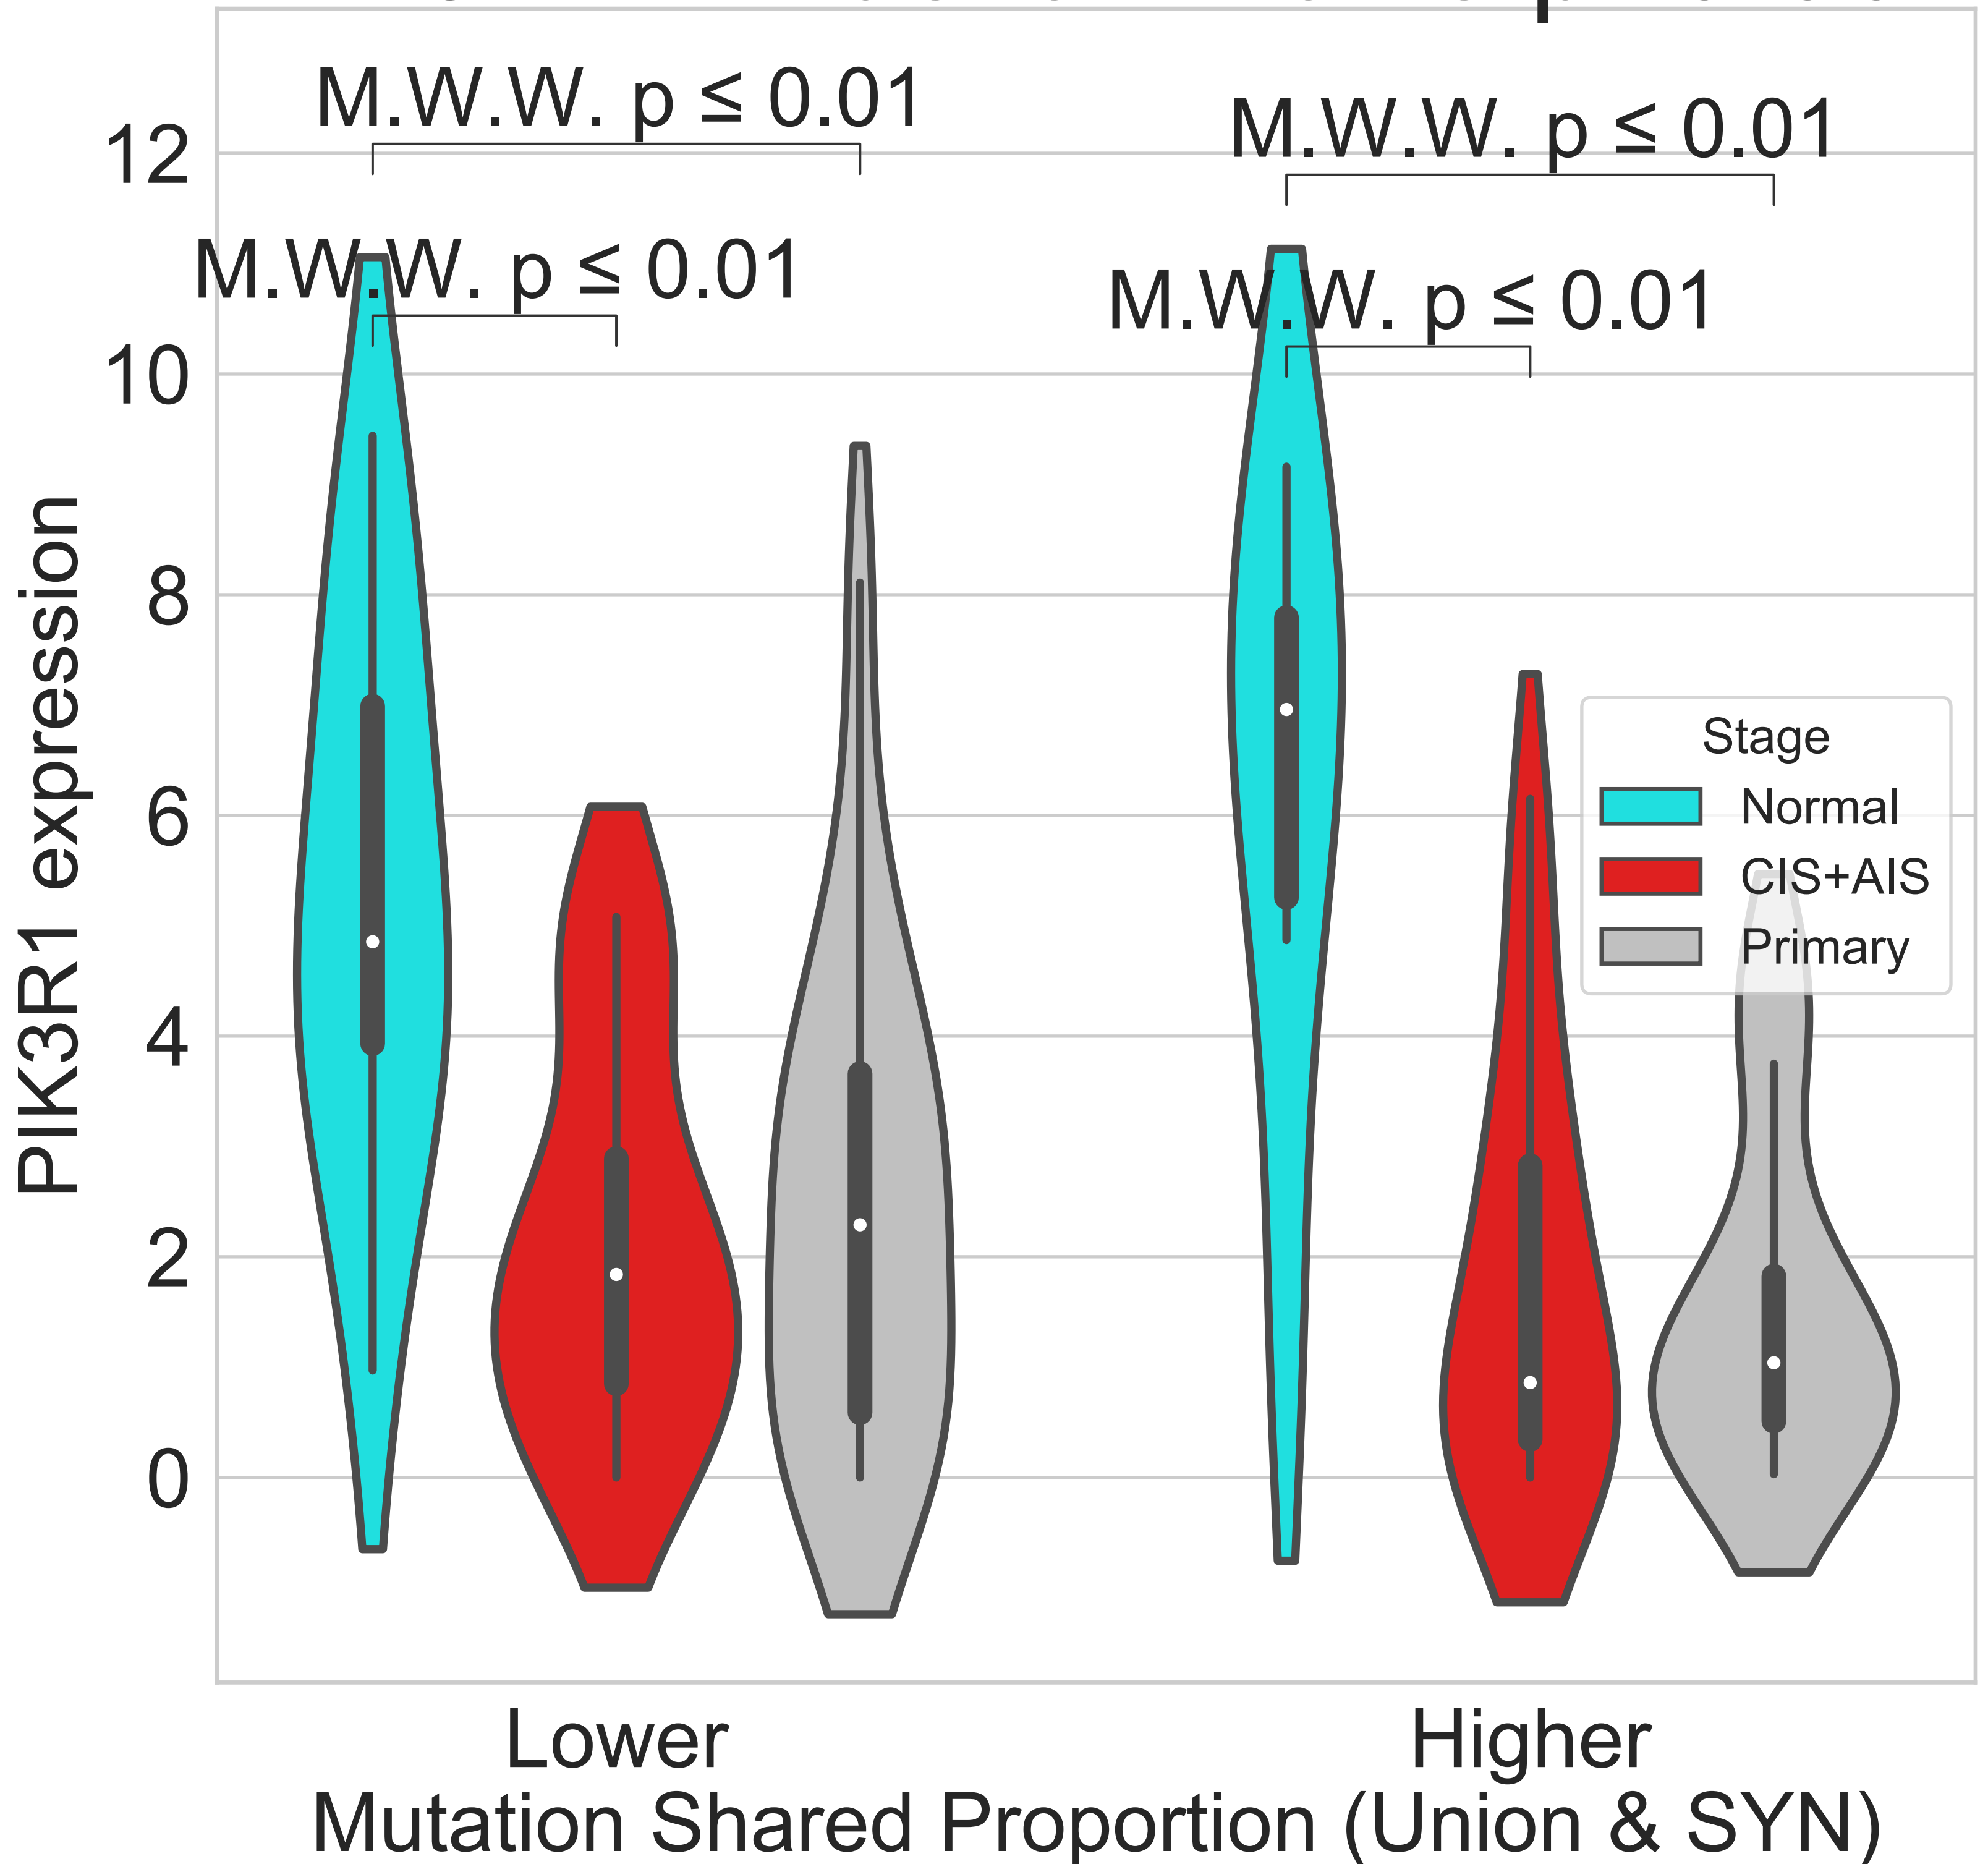 M.W.W. p ≤ 0.01
M.W.W. p ≤ 0.01
M.W.W. p ≤ 0.01
M.W.W. p ≤ 0.01
12
10
8
6
4
2
0
PIK3R1 expression
Stage
Normal
CIS+AIS
Primary
Lower
Higher
Mutation Shared Proportion (Union & SYN)